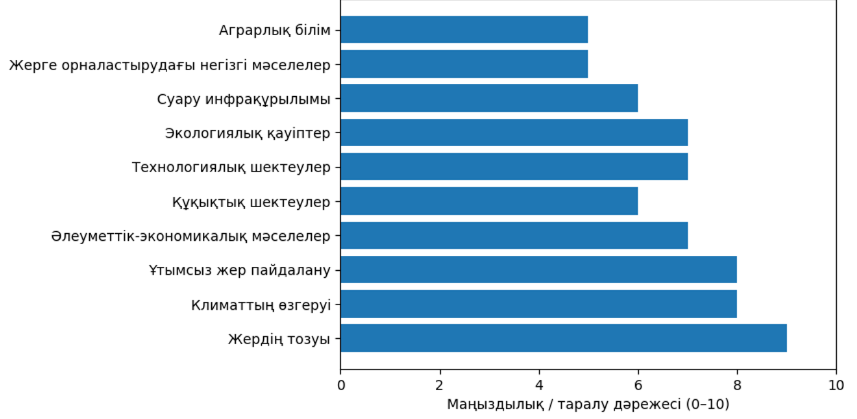 Аграрлық білім
Жерге орналастырудағы негізгі мәселелер
Суару инфрақұрылымы
Экологиялық қауіптер
Технологиялық шектеулер
Құқықтық шектеулер
Әлеуметтік-экономикалық мәселелер
Ұтымсыз жер пайдалану
Климаттың өзгеруі
Жердің тозуы
0 2 4 6 8 10
Маңыздылық / таралу дәрежесі (0–10)